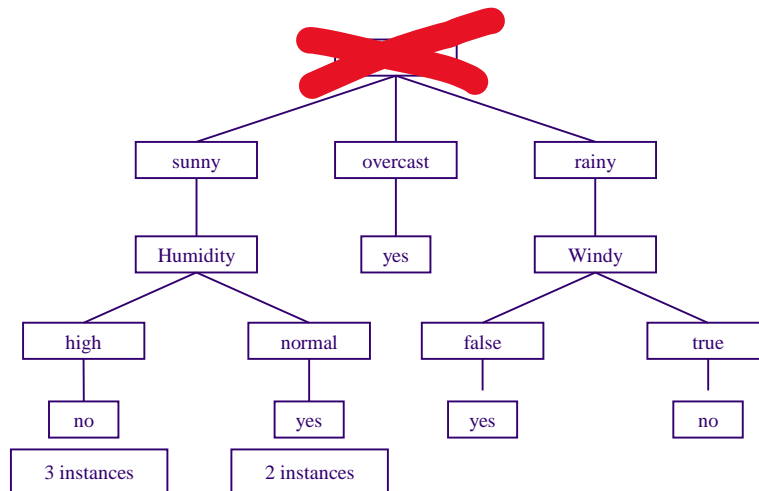 sunny
overcast
rainy
Humidity
yes
Windy
high
normal
false
true
no
yes
yes
no
3 instances
2 instances